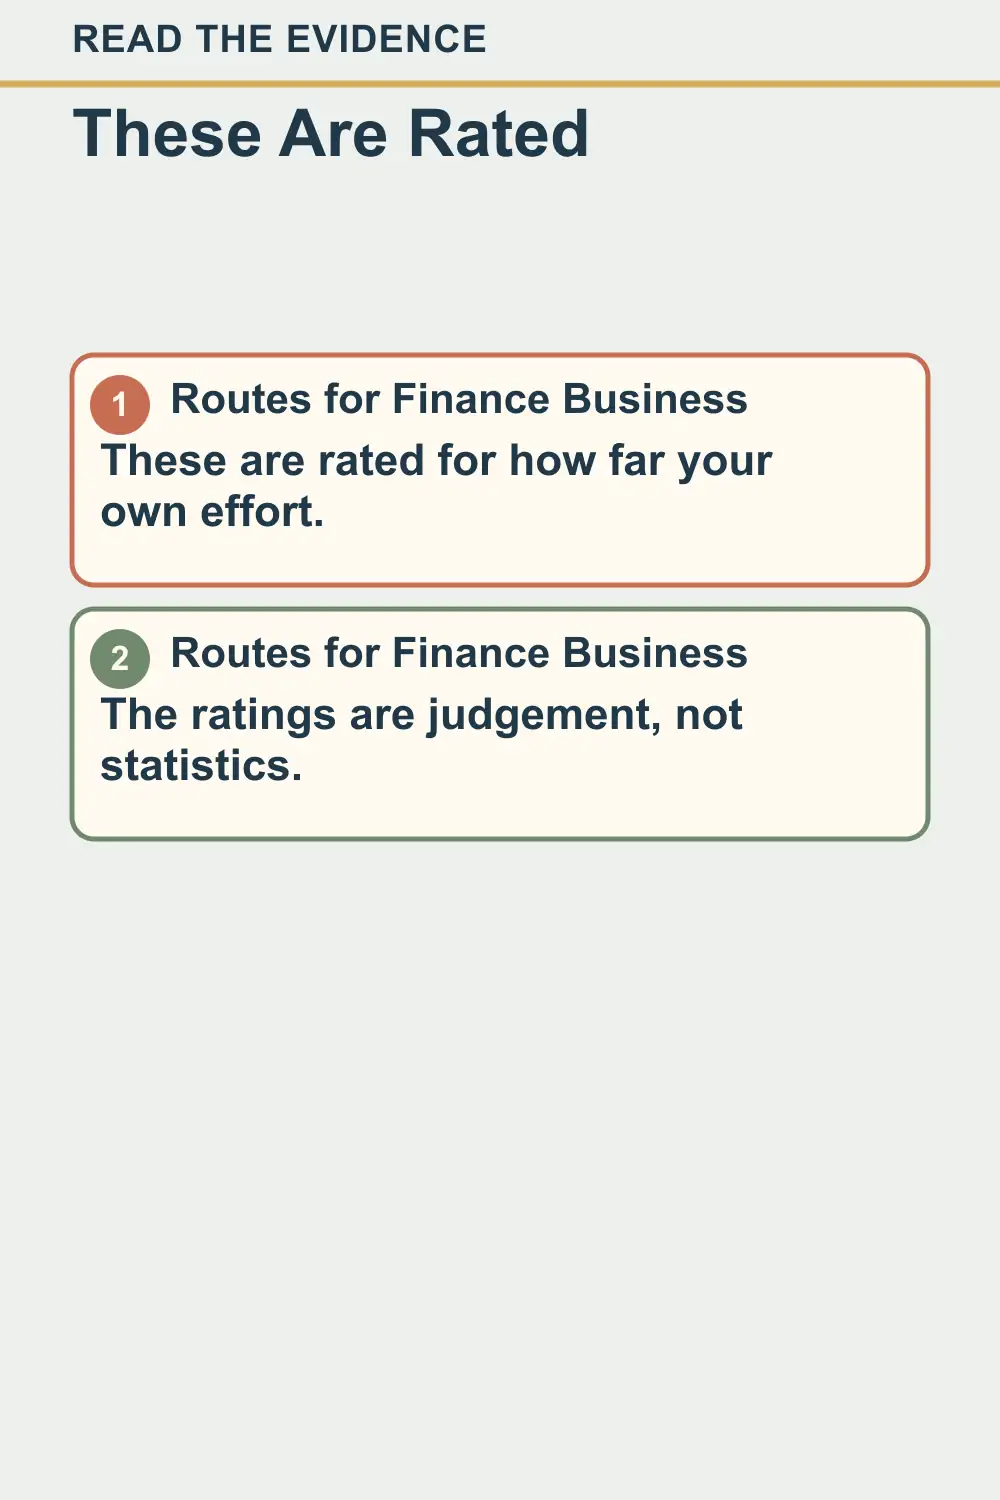 READ THE EVIDENCE
These Are Rated
1 Routes for Finance Business
These are rated for how far your
own effort.
2 Routes for Finance Business
The ratings are judgement, not
statistics.